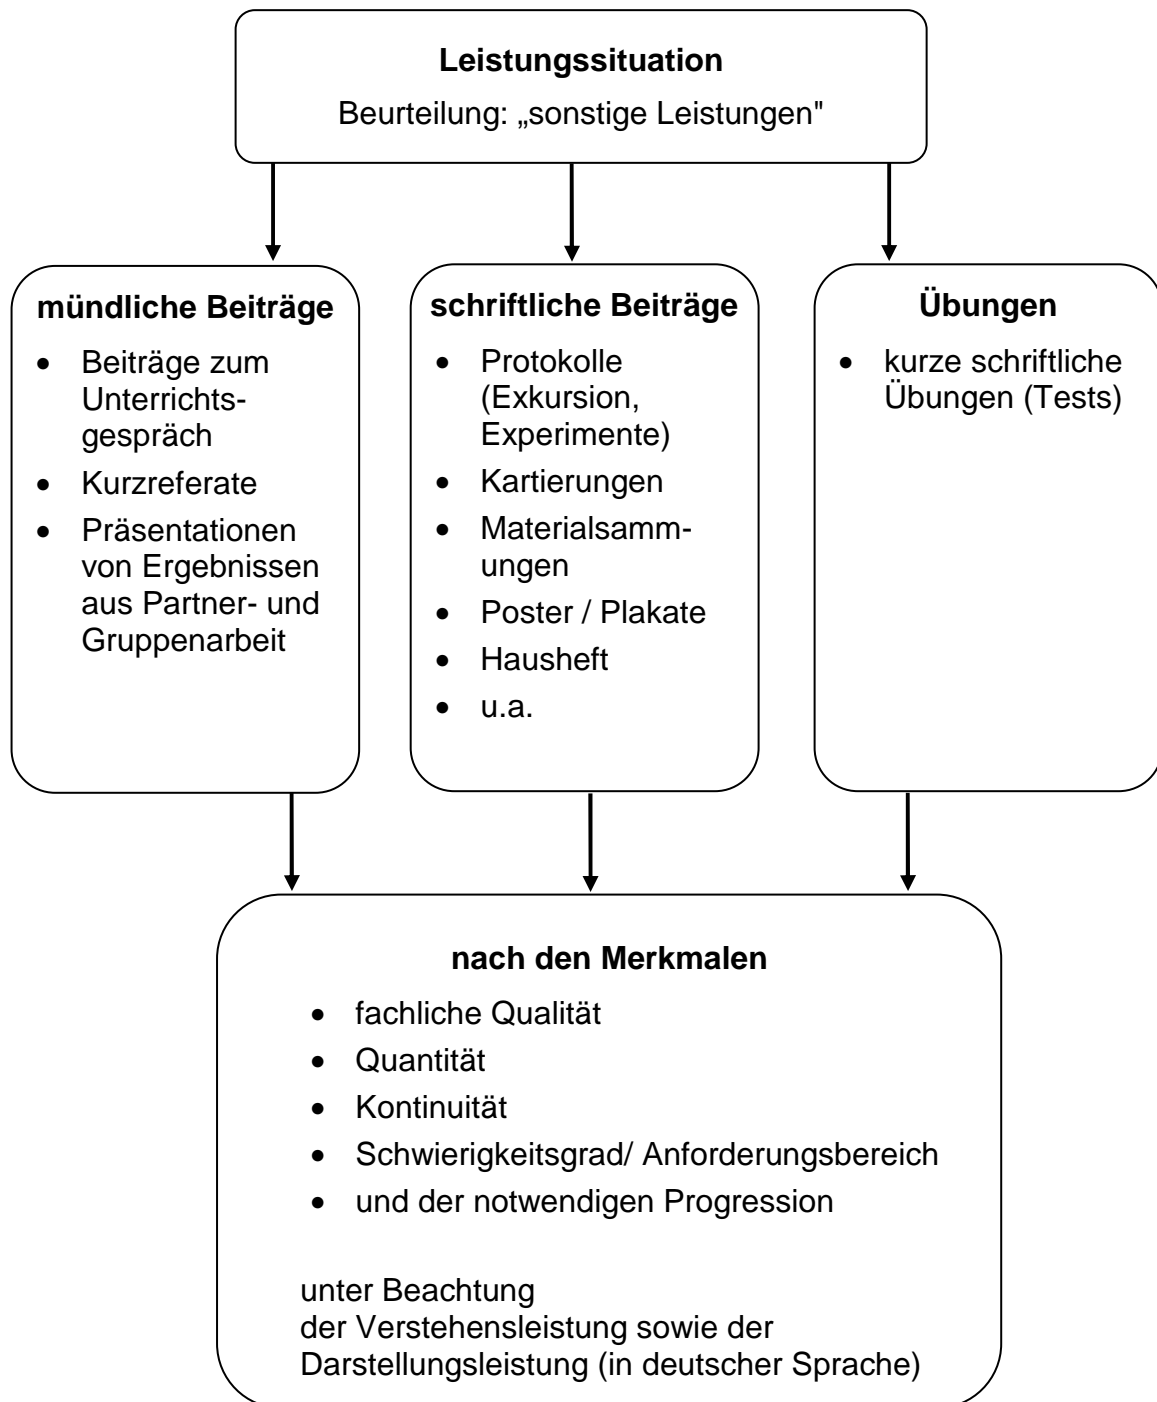 Leistungssituation
Beurteilung: „sonstige Leistungen"
mündliche Beiträge
• Beiträge zum
Unterrichts-
gespräch
• Kurzreferate
• Präsentationen
von Ergebnissen
aus Partner- und
Gruppenarbeit
schriftliche Beiträge
• Protokolle
(Exkursion,
Experimente)
• Kartierungen
• Materialsamm-
ungen
• Poster / Plakate
• Hausheft
• u.a.
Übungen
• kurze schriftliche
Übungen (Tests)
nach den Merkmalen
• fachliche Qualität
• Quantität
• Kontinuität
• Schwierigkeitsgrad/ Anforderungsbereich
• und der notwendigen Progression
unter Beachtung
der Verstehensleistung sowie der
Darstellungsleistung (in deutscher Sprache)